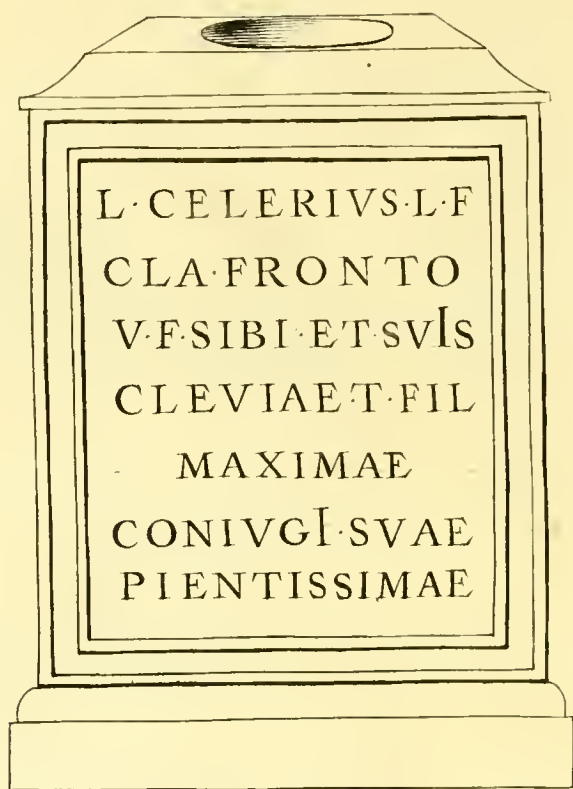 L·CELERIVS·L·F
CLA·FRONTO
V·F·SIBI·ET·SVIS
CLEVIAE·T·FIL
MAXIMAE
CONIVGI·SVAE
PIENTISSIMAE